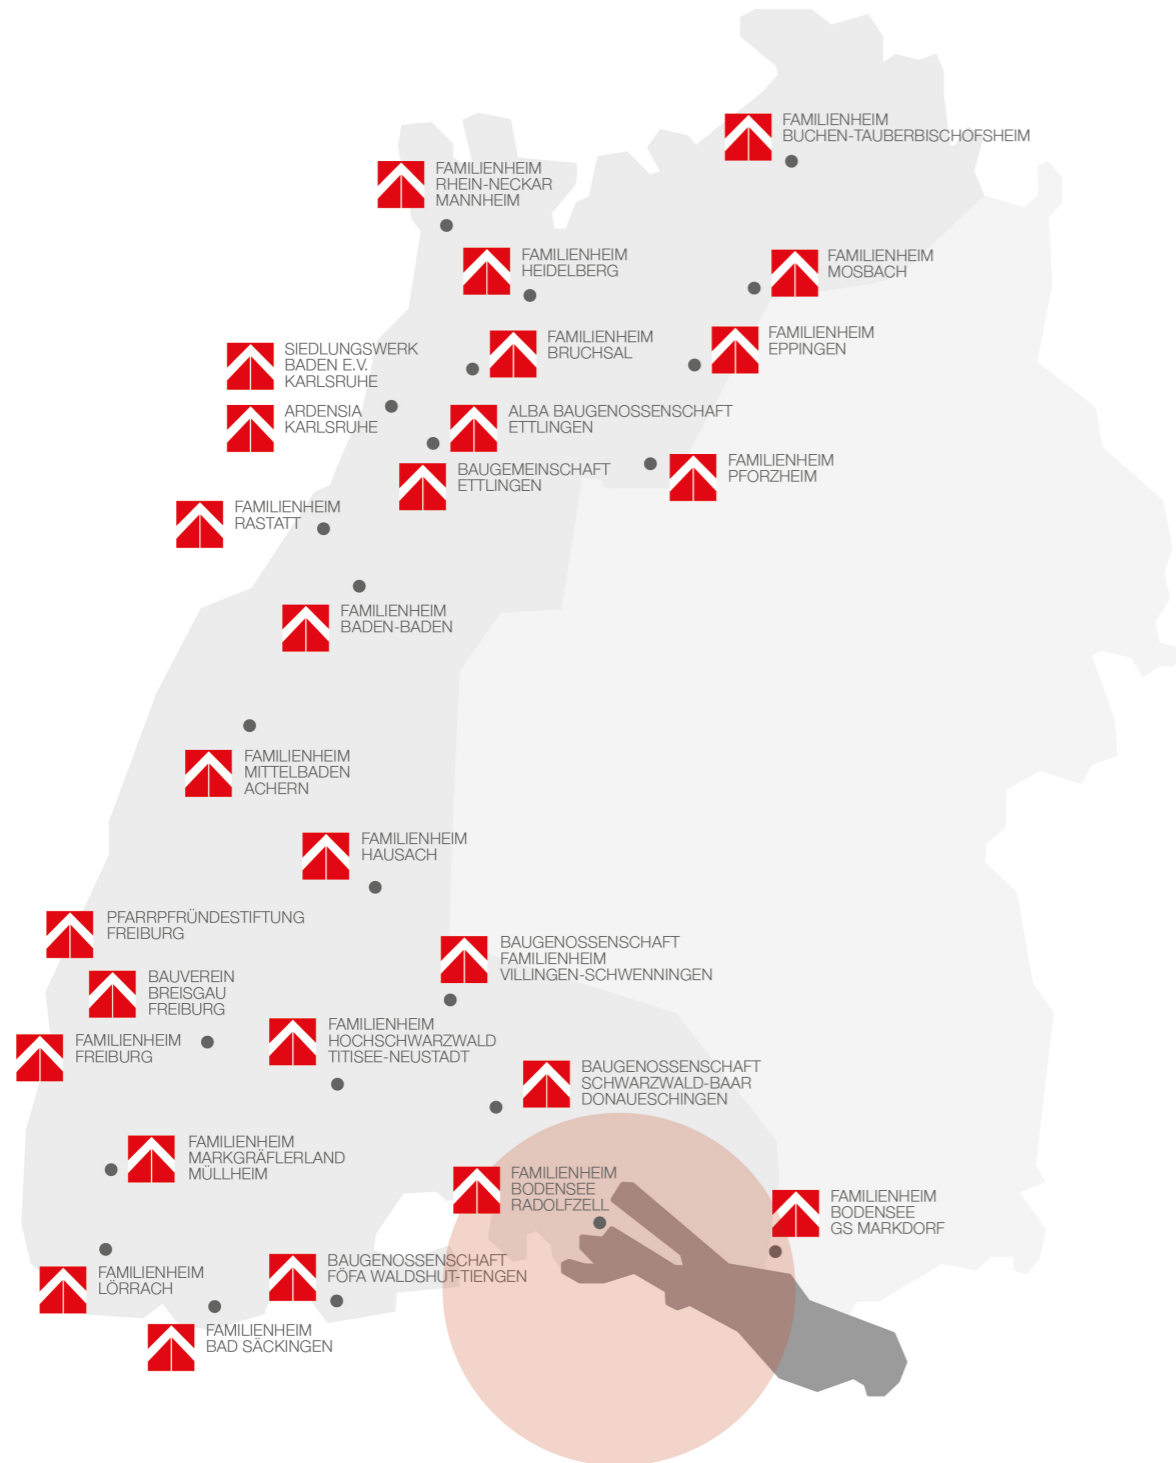 FAMILIENHEIM
BUCHEN-TAUBERBISCHOFSHEIM
FAMILIENHEIM
RHEIN-NECKAR
MANNHEIM
FAMILIENHEIM
HEIDELBERG
FAMILIENHEIM
MOSBACH
FAMILIENHEIM
BRUCHSAL
FAMILIENHEIM
EPPINGEN
SIEDLUNGSWERK
BADEN E.V.
KARLSRUHE
ARDENSIA
KARLSRUHE
ALBA BAUGENOSSENSCHAFT
ETTLINGEN
BAUGEMEINSCHAFT
ETTLINGEN
FAMILIENHEIM
PFORZHEIM
FAMILIENHEIM
RASTATT
FAMILIENHEIM
BADEN-BADEN
FAMILIENHEIM
MITTELBADEN
ACHERN
FAMILIENHEIM
HAUSACH
PFARRPFRÜNDESTIFTUNG
FREIBURG
BAUGENOSSENSCHAFT
FAMILIENHEIM
VILLINGEN-SCHWENNINGEN
BAUVEREIN
BREISGAU
FREIBURG
FAMILIENHEIM
FREIBURG
FAMILIENHEIM
HOCHSCHWARZWALD
TITISEE-NEUSTADT
BAUGENOSSENSCHAFT
SCHWARZWALD-BAAR
DONAUESCHINGEN
FAMILIENHEIM
MARKGRÄFLERLAND
MÜLLHEIM
FAMILIENHEIM
BODENSEE
RADOLFZELL
FAMILIENHEIM
BODENSEE
GS MARKDORF
FAMILIENHEIM
LÖRRACH
BAUGENOSSENSCHAFT
FÖFA WALDSHUT-TIENGEN
FAMILIENHEIM
BAD SÄCKINGEN